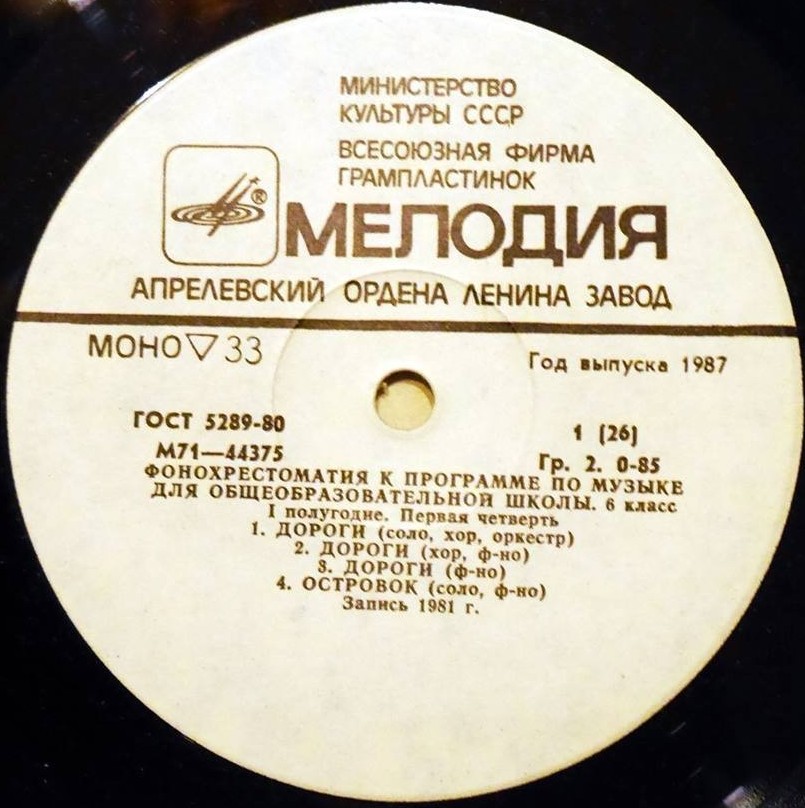 МИНИСТЕРСТВО
КУЛЬТУРЫ СССР
ВСЕСОЮЗНАЯ ФИРМА
ГРАМПЛАСТИНОК
®
МЕЛОДИЯ
АПРЕЛЕВСКИЙ ОРДЕНА ЛЕНИНА ЗАВОД
МОНО ▽ 33
Год выпуска 1987
ГОСТ 5289-80
1 (26)
М71—44375
Гр. 2. 0-85
ФОНОХРЕСТОМАТИЯ К ПРОГРАММЕ ПО МУЗЫКЕ
ДЛЯ ОБЩЕОБРАЗОВАТЕЛЬНОЙ ШКОЛЫ. 6 класс
I полугодие. Первая четверть
1. ДОРОГИ (соло, хор, оркестр)
2. ДОРОГИ (хор, ф-но)
3. ДОРОГИ (ф-но)
4. ОСТРОВОК (соло, ф-но)
Запись 1981 г.